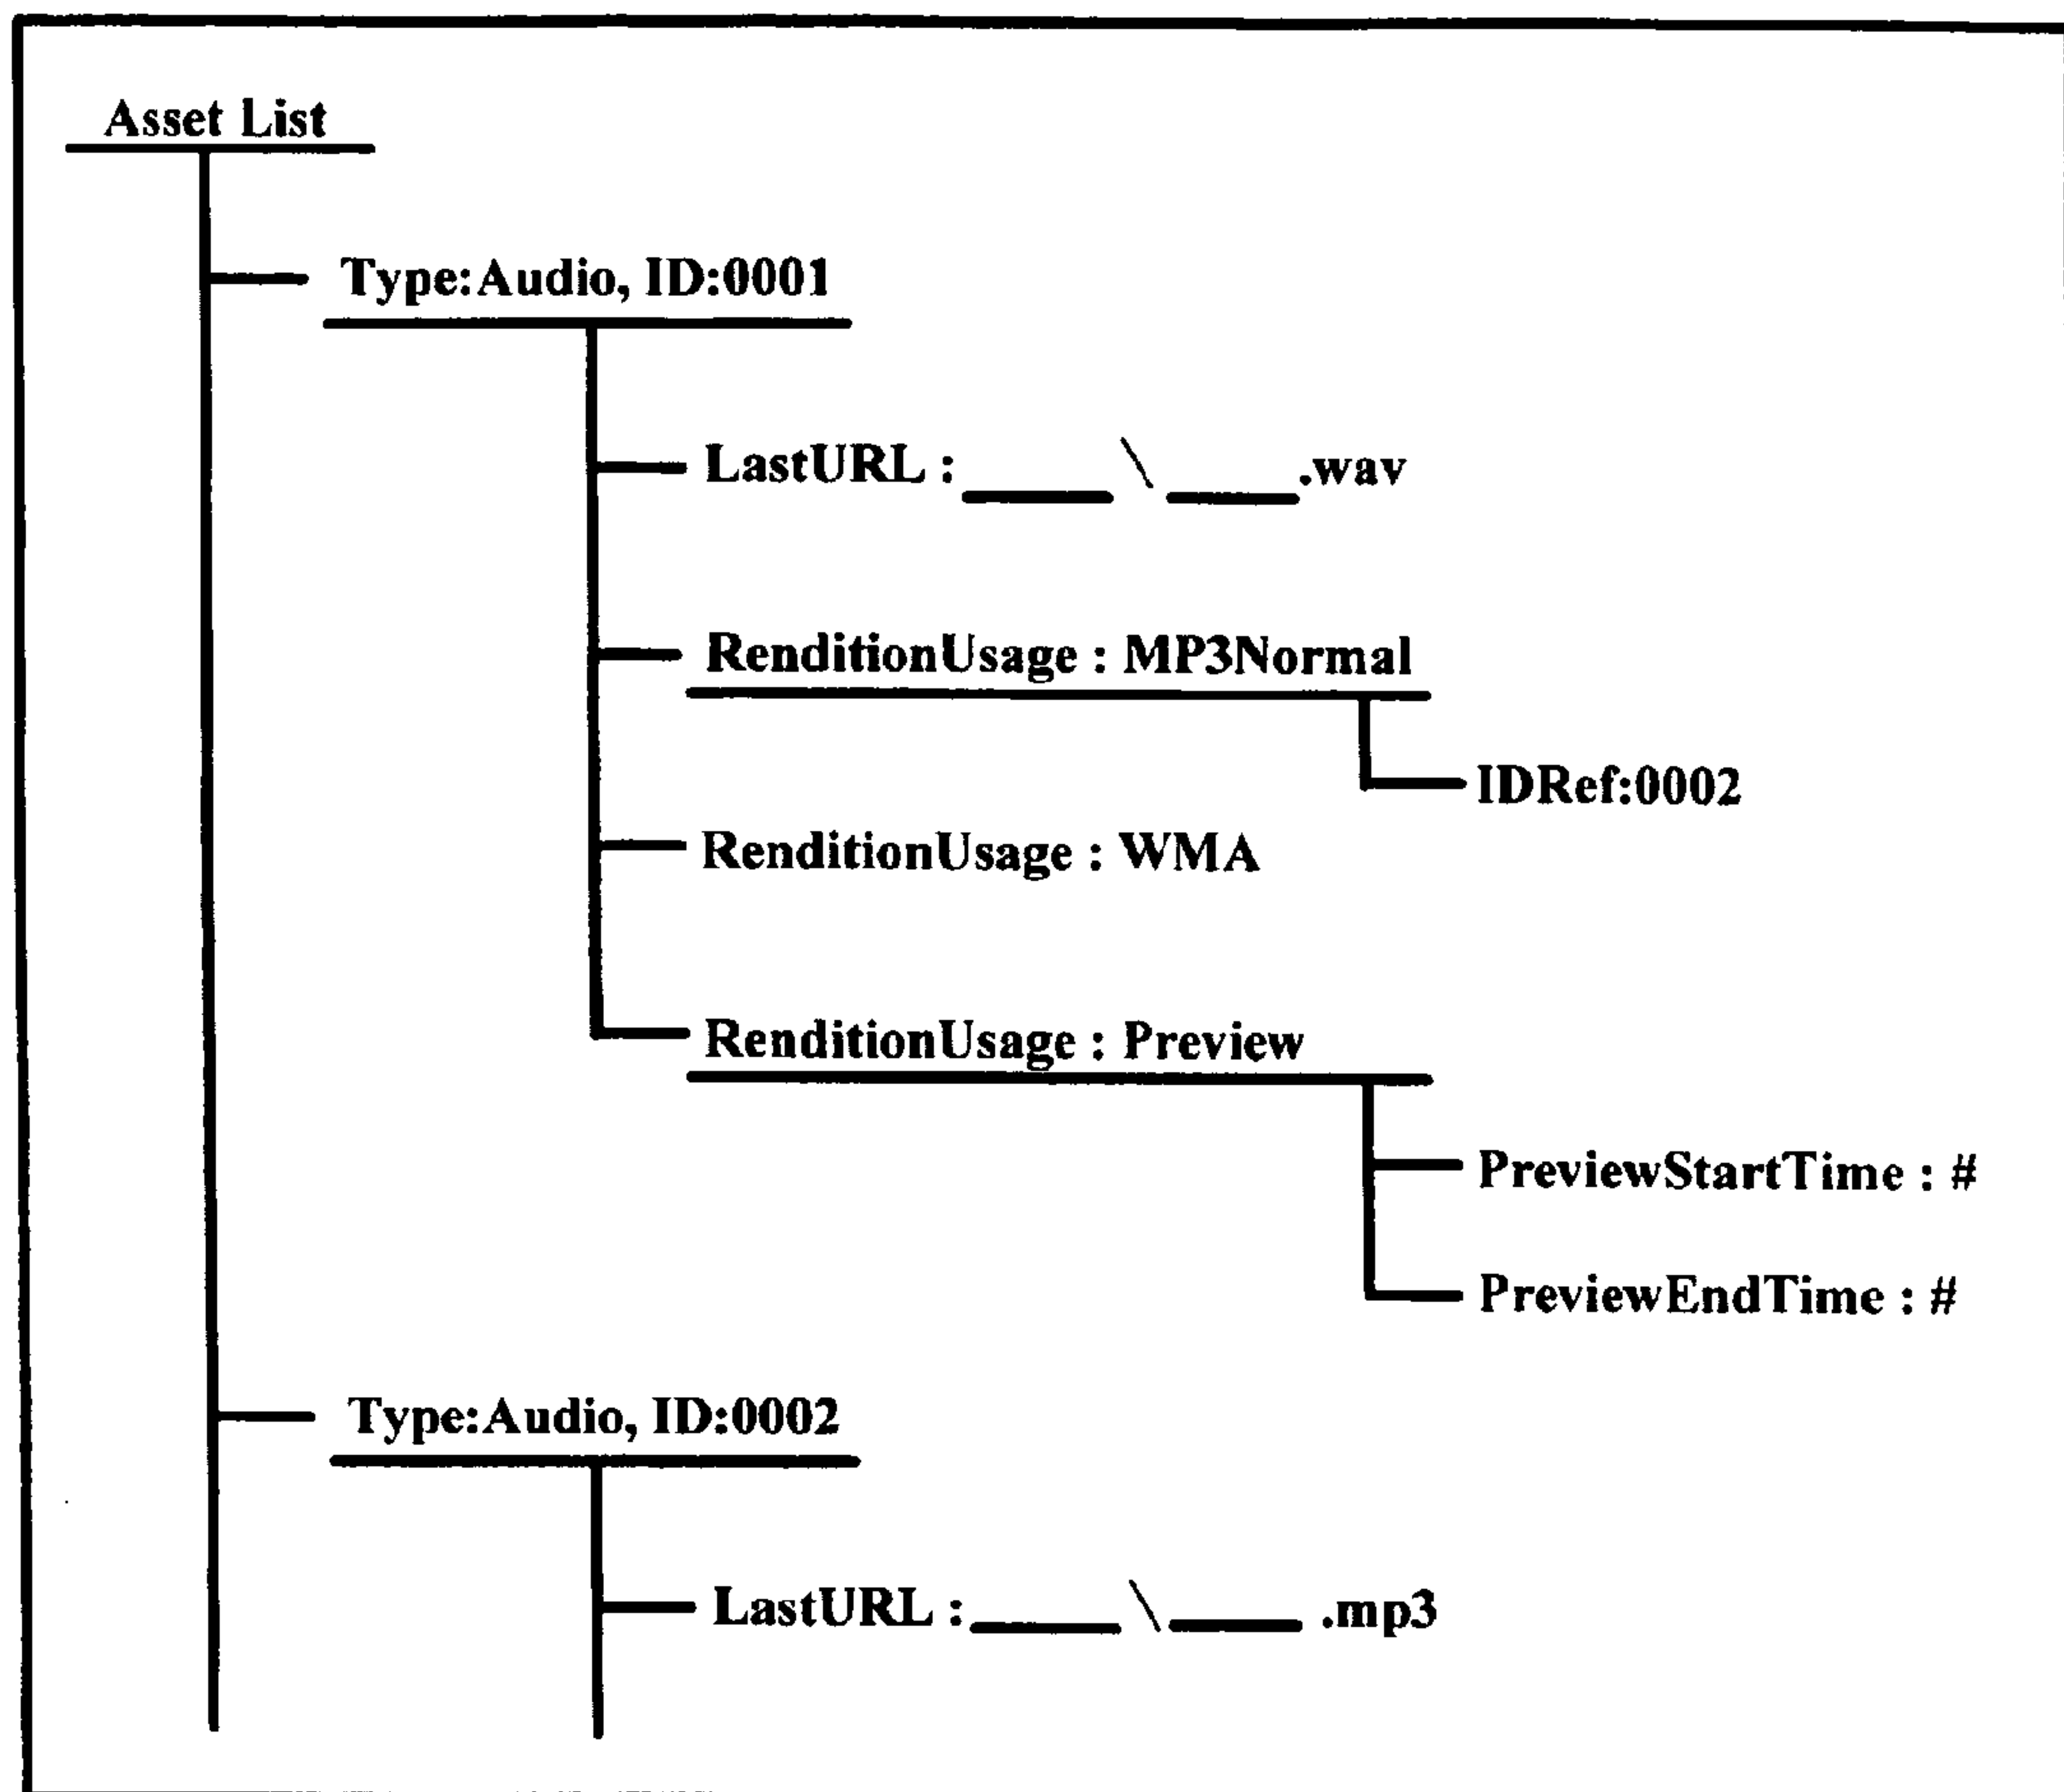 Asset List
Type:Audio, ID:0001
LastURL :____\____.wav
RenditionUsage : MP3Normal
IDRef:0002
RenditionUsage : WMA
RenditionUsage : Preview
PreviewStartTime : #
PreviewEndTime : #
Type:Audio, ID:0002
LastURL :____\____ .mp3